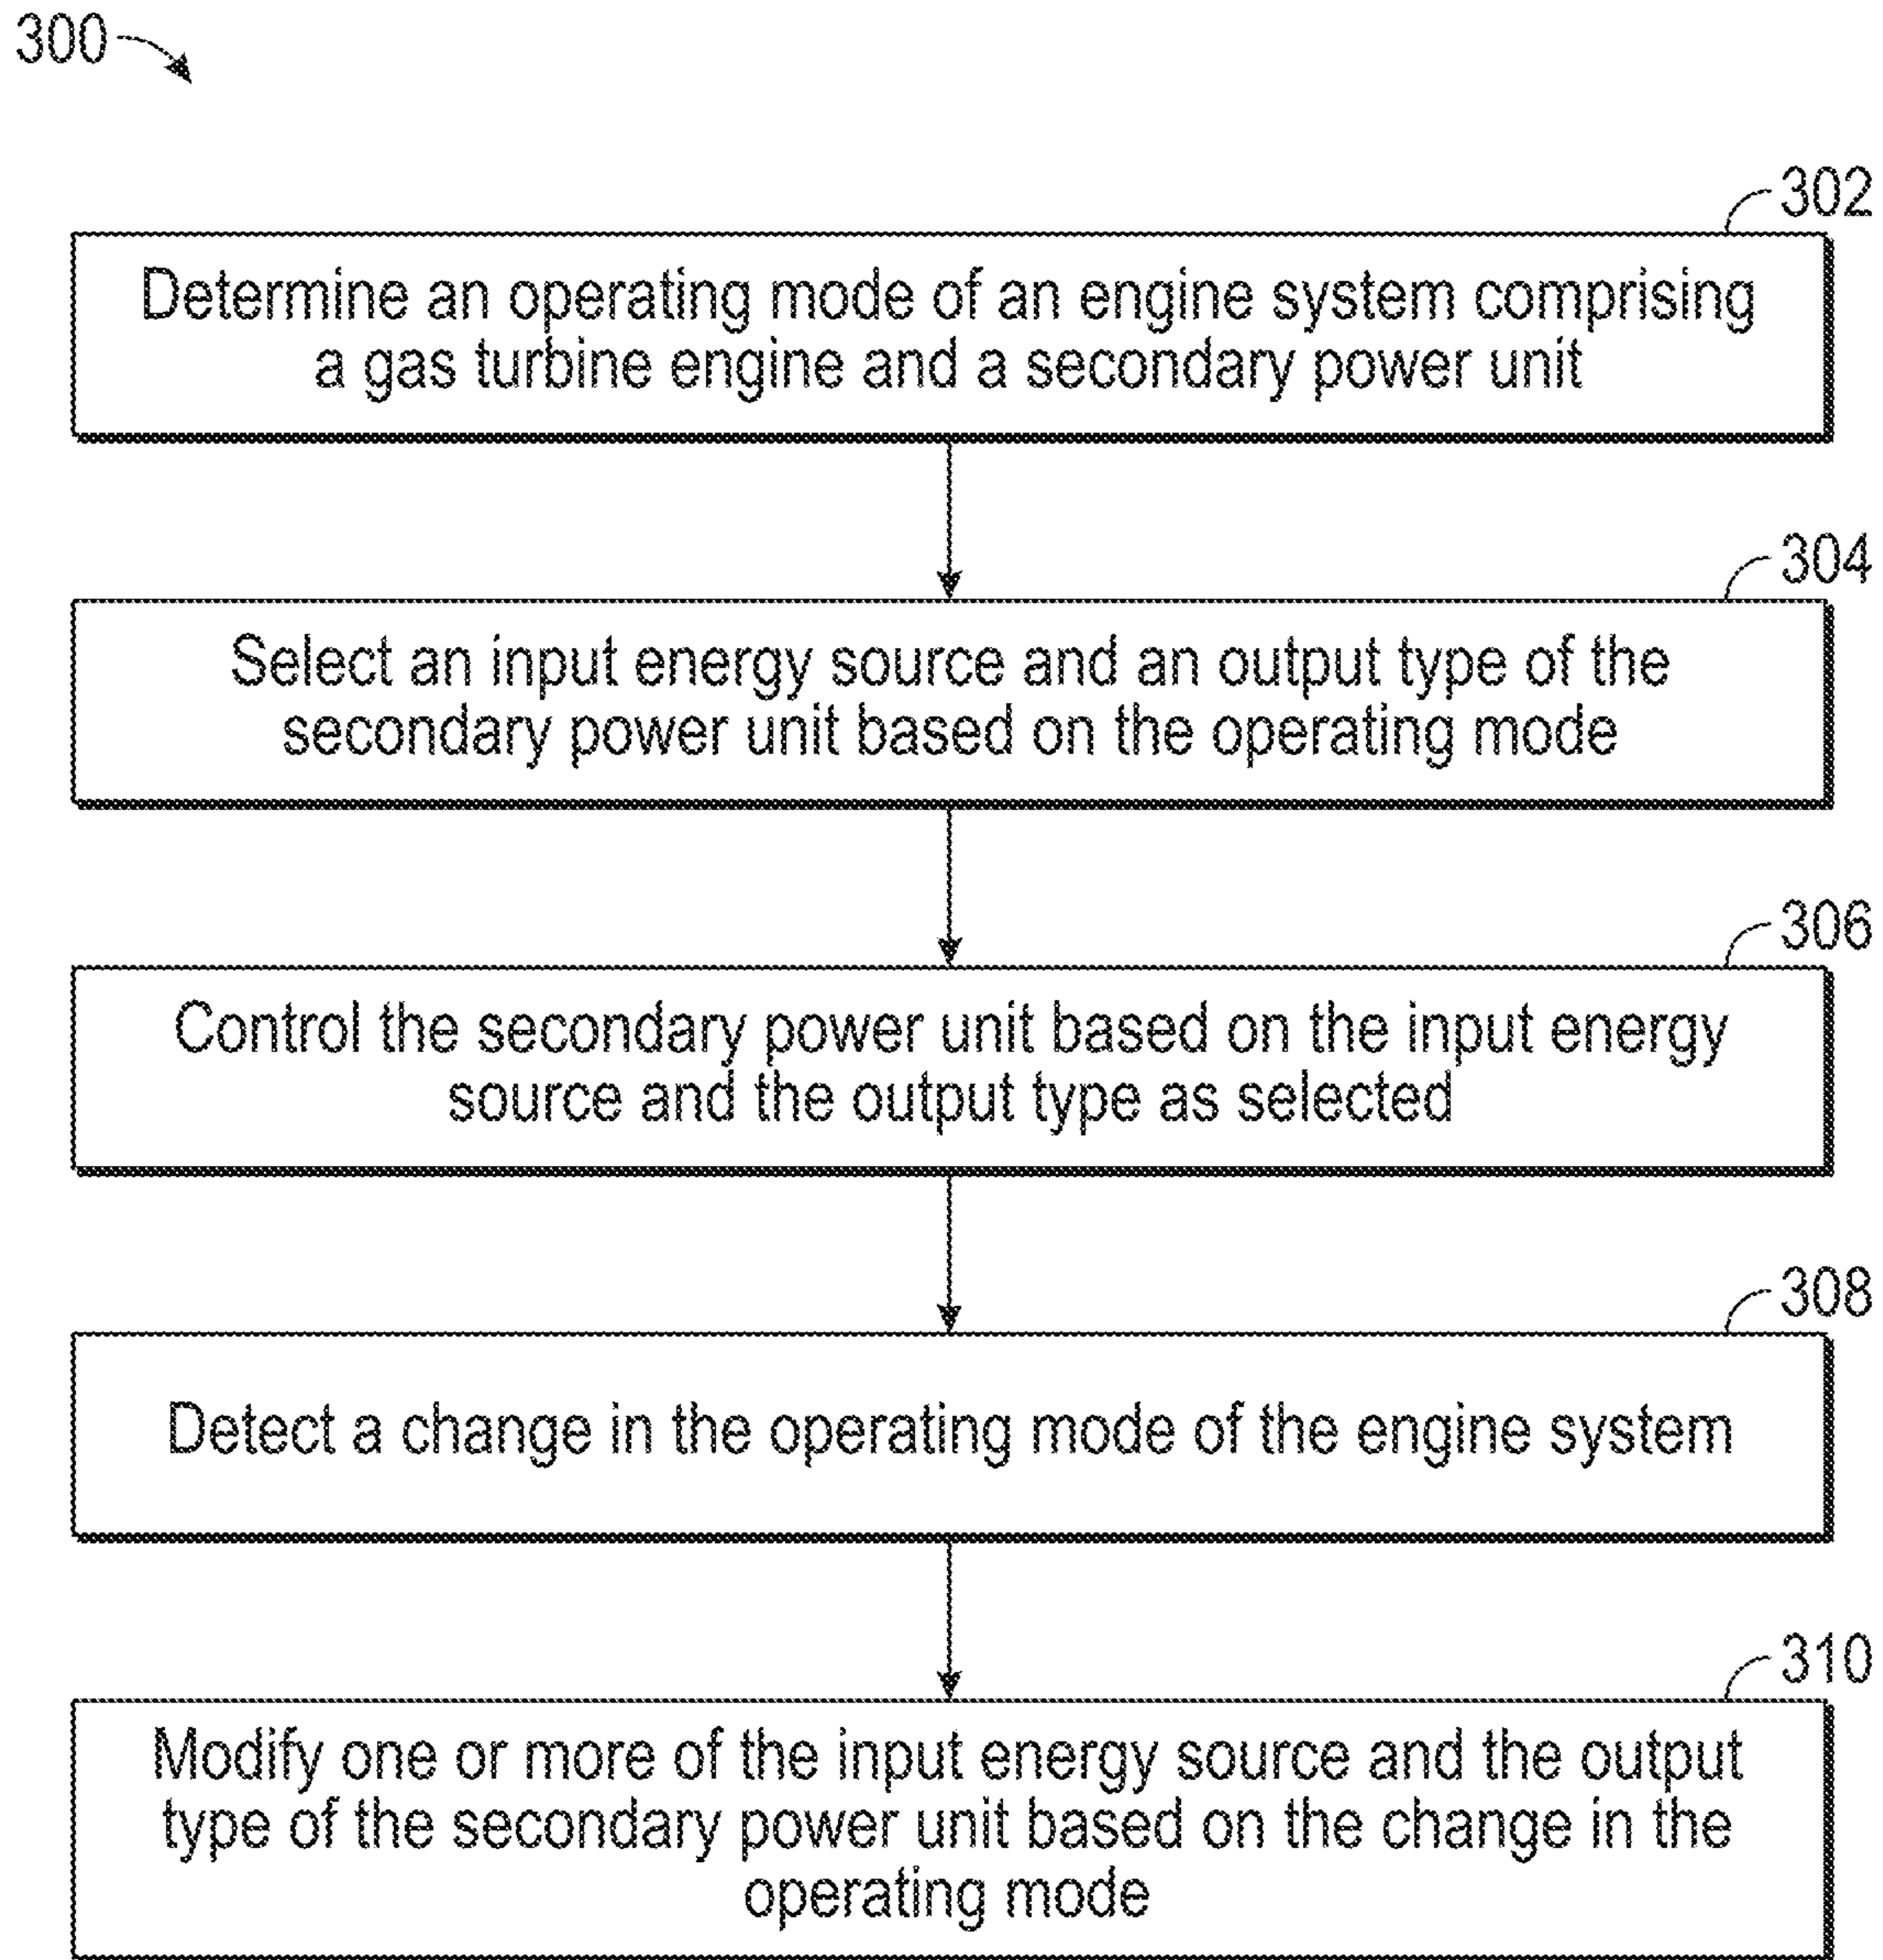 300
302
Determine an operating mode of an engine system comprising
a gas turbine engine and a secondary power unit
304
Select an input energy source and an output type of the
secondary power unit based on the operating mode
306
Control the secondary power unit based on the input energy
source and the output type as selected
308
Detect a change in the operating mode of the engine system
310
Modify one or more of the input energy source and the output
type of the secondary power unit based on the change in the
operating mode